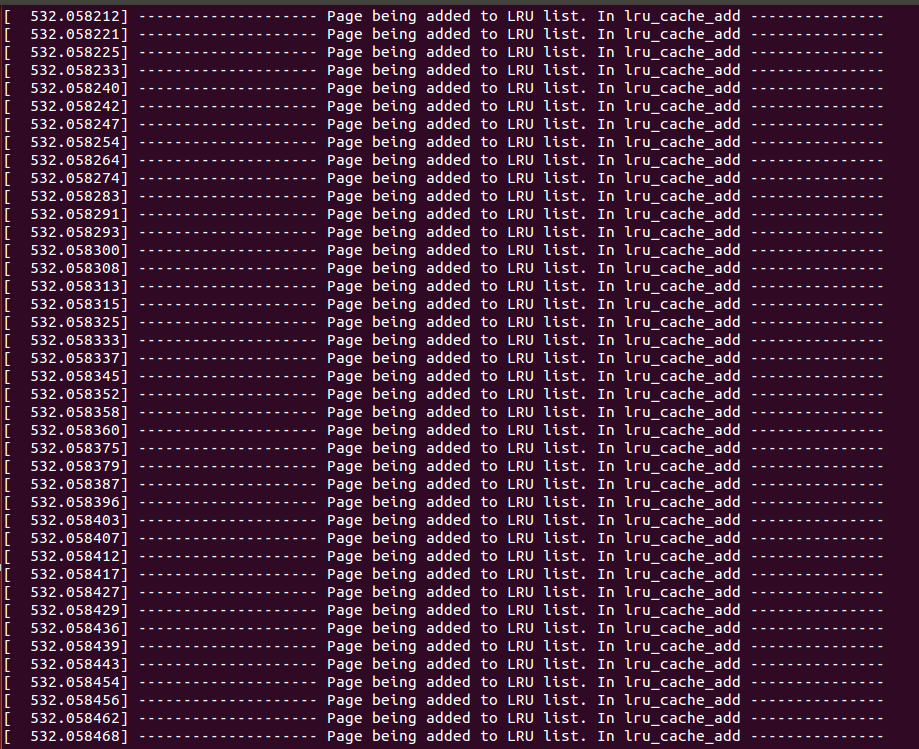 [  532.058212] -------------------- Page being added to LRU list. In lru_cache_add ---------------
[  532.058221] -------------------- Page being added to LRU list. In lru_cache_add ---------------
[  532.058225] -------------------- Page being added to LRU list. In lru_cache_add ---------------
[  532.058233] -------------------- Page being added to LRU list. In lru_cache_add ---------------
[  532.058240] -------------------- Page being added to LRU list. In lru_cache_add ---------------
[  532.058242] -------------------- Page being added to LRU list. In lru_cache_add ---------------
[  532.058247] -------------------- Page being added to LRU list. In lru_cache_add ---------------
[  532.058254] -------------------- Page being added to LRU list. In lru_cache_add ---------------
[  532.058264] -------------------- Page being added to LRU list. In lru_cache_add ---------------
[  532.058274] -------------------- Page being added to LRU list. In lru_cache_add ---------------
[  532.058283] -------------------- Page being added to LRU list. In lru_cache_add ---------------
[  532.058291] -------------------- Page being added to LRU list. In lru_cache_add ---------------
[  532.058293] -------------------- Page being added to LRU list. In lru_cache_add ---------------
[  532.058300] -------------------- Page being added to LRU list. In lru_cache_add ---------------
[  532.058308] -------------------- Page being added to LRU list. In lru_cache_add ---------------
[  532.058313] -------------------- Page being added to LRU list. In lru_cache_add ---------------
[  532.058315] -------------------- Page being added to LRU list. In lru_cache_add ---------------
[  532.058325] -------------------- Page being added to LRU list. In lru_cache_add ---------------
[  532.058333] -------------------- Page being added to LRU list. In lru_cache_add ---------------
[  532.058337] -------------------- Page being added to LRU list. In lru_cache_add ---------------
[  532.058345] -------------------- Page being added to LRU list. In lru_cache_add ---------------
[  532.058352] -------------------- Page being added to LRU list. In lru_cache_add ---------------
[  532.058358] -------------------- Page being added to LRU list. In lru_cache_add ---------------
[  532.058360] -------------------- Page being added to LRU list. In lru_cache_add ---------------
[  532.058375] -------------------- Page being added to LRU list. In lru_cache_add ---------------
[  532.058379] -------------------- Page being added to LRU list. In lru_cache_add ---------------
[  532.058387] -------------------- Page being added to LRU list. In lru_cache_add ---------------
[  532.058396] -------------------- Page being added to LRU list. In lru_cache_add ---------------
[  532.058403] -------------------- Page being added to LRU list. In lru_cache_add ---------------
[  532.058407] -------------------- Page being added to LRU list. In lru_cache_add ---------------
[  532.058412] -------------------- Page being added to LRU list. In lru_cache_add ---------------
[  532.058417] -------------------- Page being added to LRU list. In lru_cache_add ---------------
[  532.058427] -------------------- Page being added to LRU list. In lru_cache_add ---------------
[  532.058429] -------------------- Page being added to LRU list. In lru_cache_add ---------------
[  532.058436] -------------------- Page being added to LRU list. In lru_cache_add ---------------
[  532.058439] -------------------- Page being added to LRU list. In lru_cache_add ---------------
[  532.058443] -------------------- Page being added to LRU list. In lru_cache_add ---------------
[  532.058454] -------------------- Page being added to LRU list. In lru_cache_add ---------------
[  532.058456] -------------------- Page being added to LRU list. In lru_cache_add ---------------
[  532.058462] -------------------- Page being added to LRU list. In lru_cache_add ---------------
[  532.058468] -------------------- Page being added to LRU list. In lru_cache_add ---------------